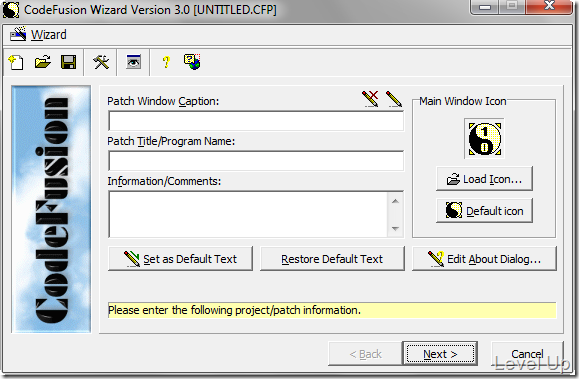 CodeFusion Wizard Version 3.0 [UNTITLED.CFP]
Wizard
CodeFusion
Patch Window Caption:
Patch Title/Program Name:
Information/Comments:
Main Window Icon
1
0
Load Icon...
Default icon
Set as Default Text
Restore Default Text
Edit About Dialog...
Please enter the following project/patch information.
< Back
Next >
Cancel
Level Up